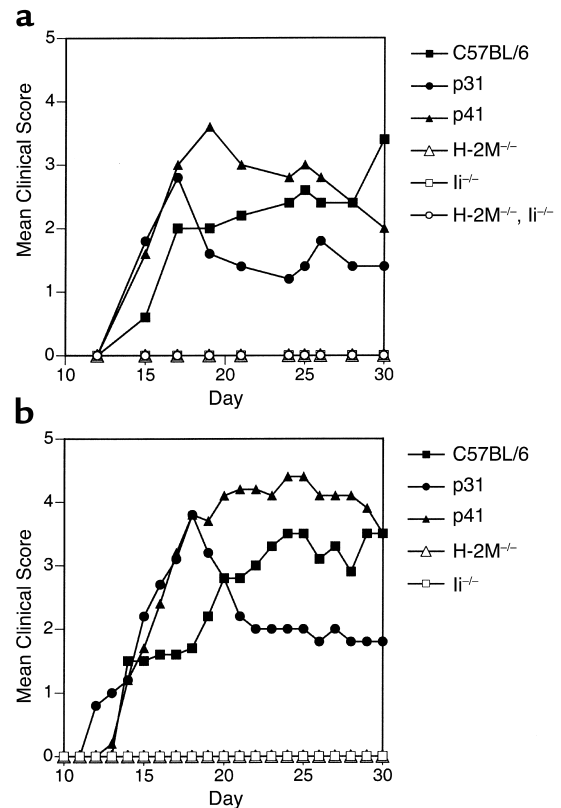 a
5
4
3
2
1
0
10 15 20 25 30
Mean Clinical Score
Day
C57BL/6
p31
p41
H-2M⁻/⁻
Ii⁻/⁻
H-2M⁻/⁻, Ii⁻/⁻
b
5
4
3
2
1
0
10 15 20 25 30
Mean Clinical Score
Day
C57BL/6
p31
p41
H-2M⁻/⁻
Ii⁻/⁻